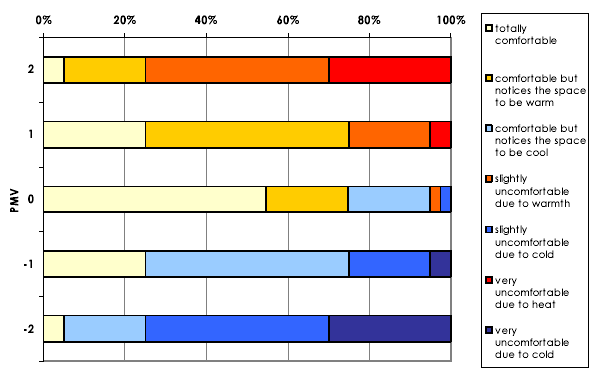 0% 20% 40% 60% 80% 100%
2
1
0
-1
-2
PMV
totally
comfortable
comfortable but
notices the space
to be warm
comfortable but
notices the space
to be cool
slightly
uncomfortable
due to warmth
slightly
uncomfortable
due to cold
very
uncomfortable
due to heat
very
uncomfortable
due to cold